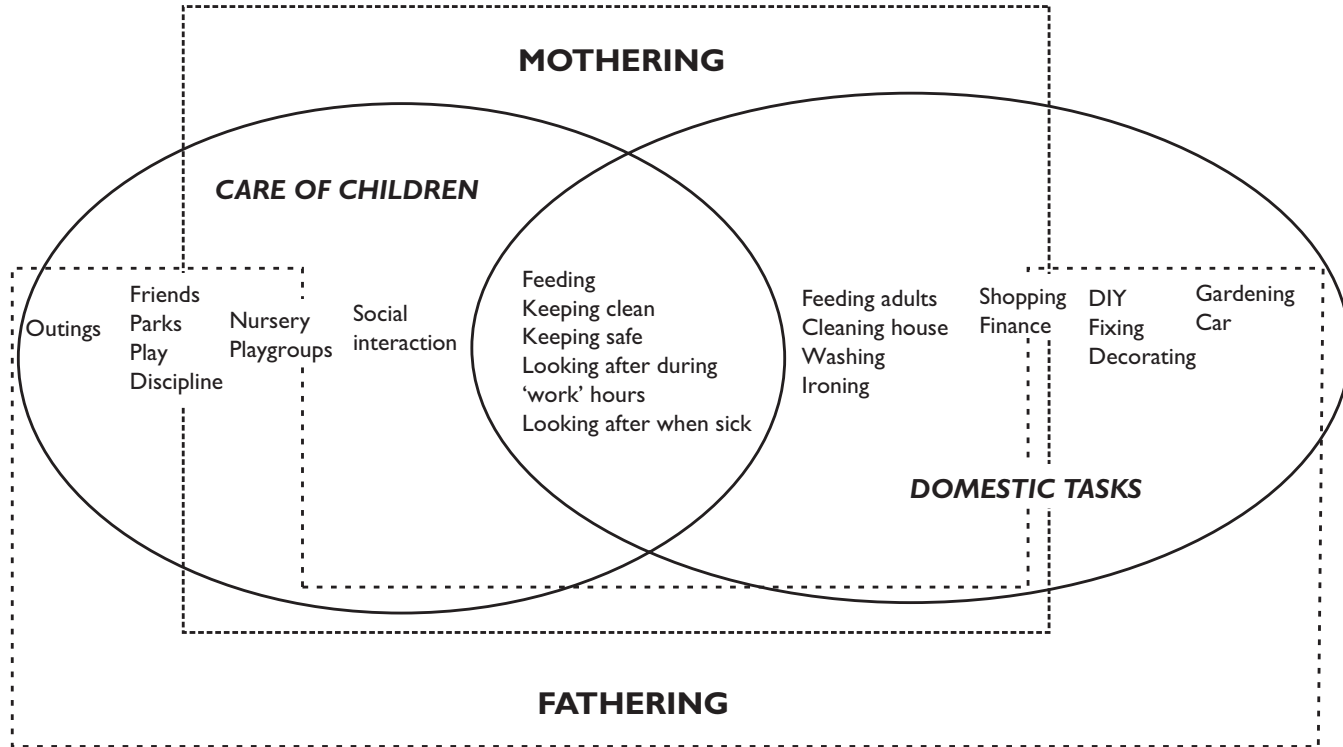 MOTHERING
CARE OF CHILDREN
Outings
Friends
Parks
Play
Discipline
Nursery
Playgroups
Social
interaction
Feeding
Keeping clean
Keeping safe
Looking after during
‘work’ hours
Looking after when sick
Feeding adults
Cleaning house
Washing
Ironing
Shopping
Finance
DIY
Fixing
Decorating
Gardening
Car
DOMESTIC TASKS
FATHERING